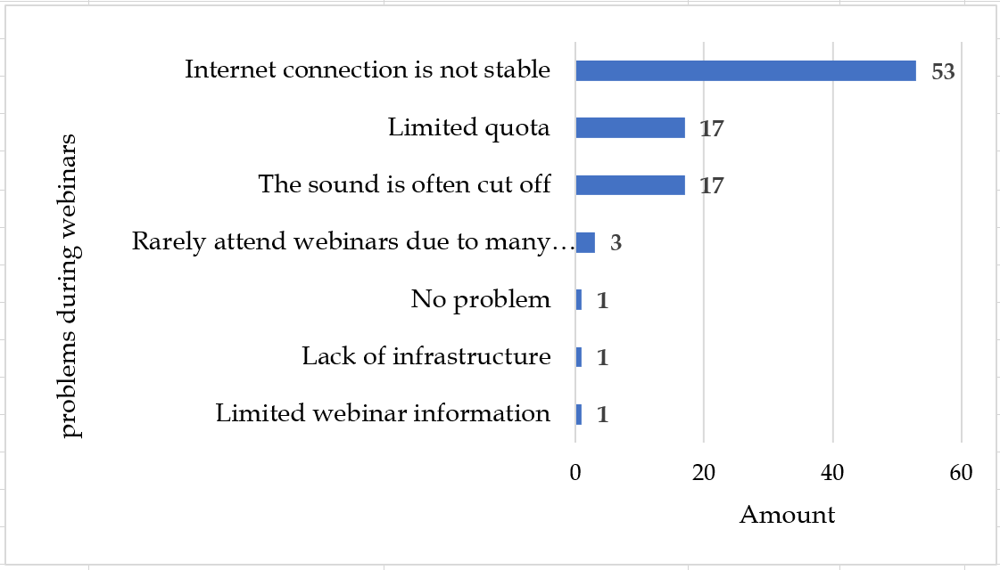 problems during webinars
Internet connection is not stable 53
Limited quota 17
The sound is often cut off 17
Rarely attend webinars due to many… 3
No problem 1
Lack of infrastructure 1
Limited webinar information 1
0 20 40 60
Amount